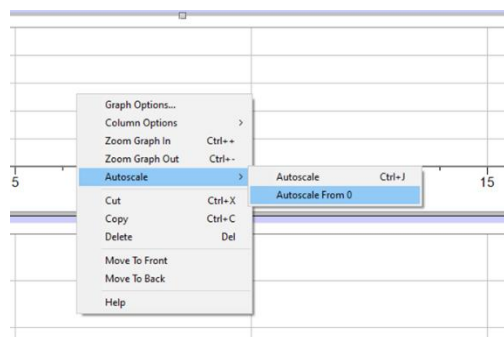 Graph Options...
Column Options >
Zoom Graph In Ctrl++
Zoom Graph Out Ctrl+-
Autoscale >
Autoscale Ctrl+J
Autoscale From 0
5
15
Cut Ctrl+X
Copy Ctrl+C
Delete Del
Move To Front
Move To Back
Help